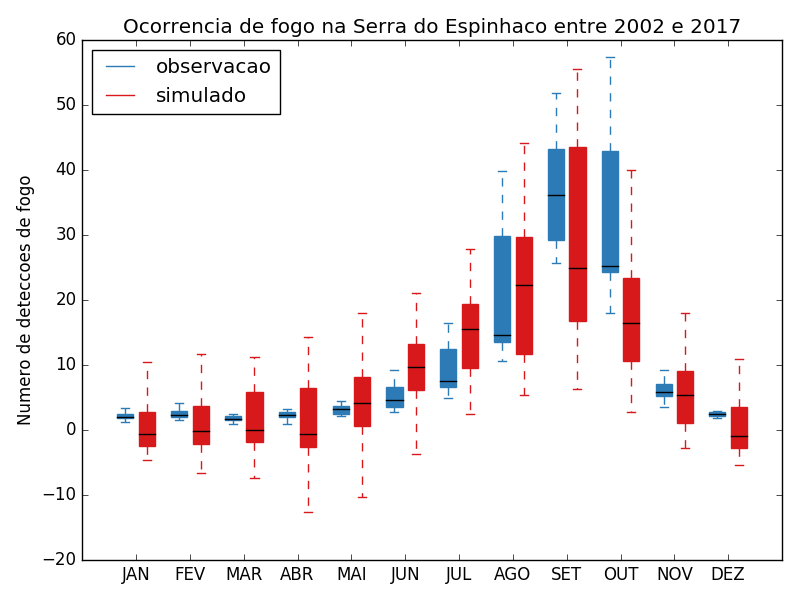 Ocorrencia de fogo na Serra do Espinhaco entre 2002 e 2017
observacao
simulado
Numero de deteccoes de fogo
60
50
40
30
20
10
0
−10
−20
JAN FEV MAR ABR MAI JUN JUL AGO SET OUT NOV DEZ